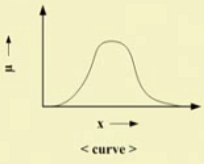 μ
x
< curve >